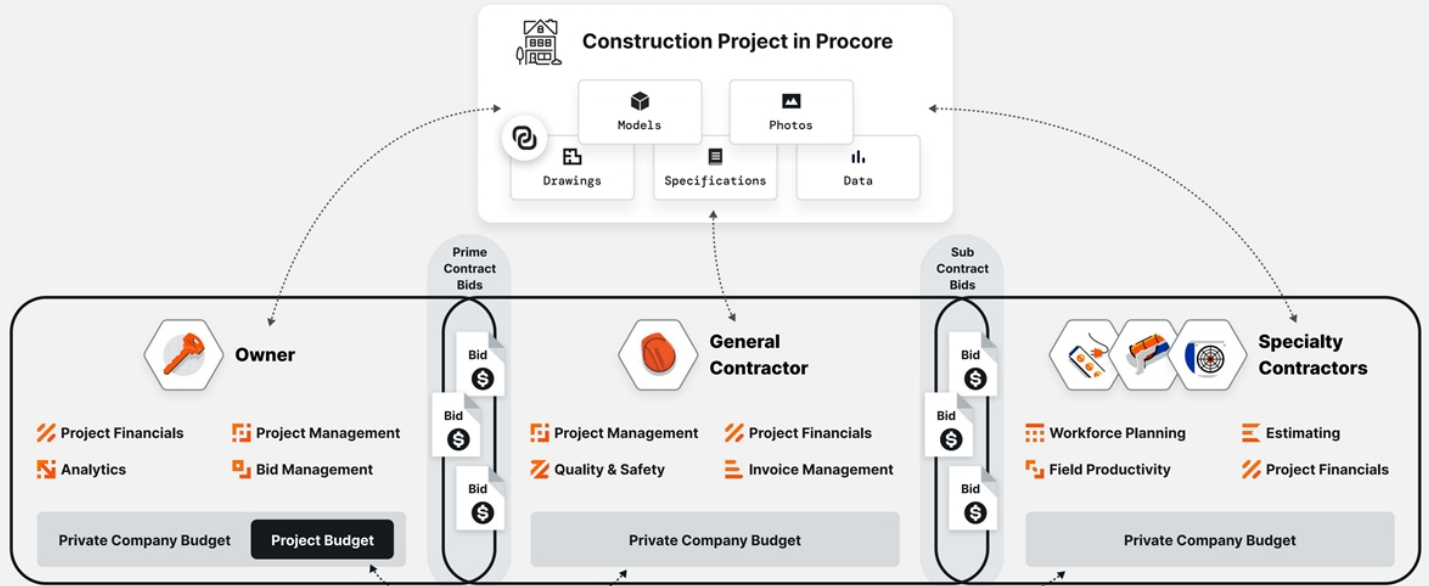 Construction Project in Procore
Models
Photos
Drawings
Specifications
Data
Prime
Contract
Bids
Sub
Contract
Bids
Owner
Project Financials
Project Management
Analytics
Bid Management
Private Company Budget
Project Budget
Bid
Bid
Bid
General
Contractor
Project Management
Project Financials
Quality & Safety
Invoice Management
Private Company Budget
Bid
Bid
Bid
Specialty
Contractors
Workforce Planning
Estimating
Field Productivity
Project Financials
Private Company Budget